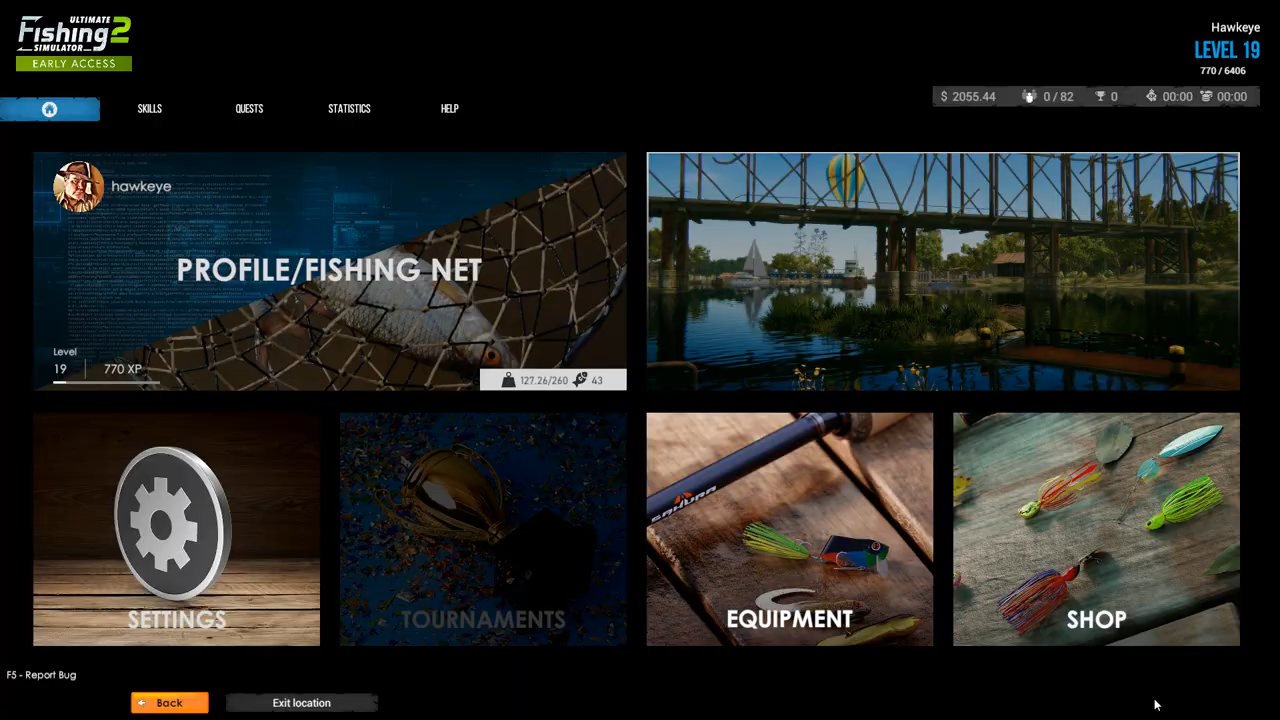 ULTIMATE
Fishing 2
SIMULATOR
EARLY ACCESS
Hawkeye
LEVEL 19
770 / 6406
SKILLS
QUESTS
STATISTICS
HELP
$ 2055.44
0 / 82
0
00:00
00:00
hawkeye
PROFILE/FISHING NET
Level
19
770 XP
127.26/260
43
SAKURA
SETTINGS
TOURNAMENTS
EQUIPMENT
SHOP
F5 - Report Bug
Back
Exit location